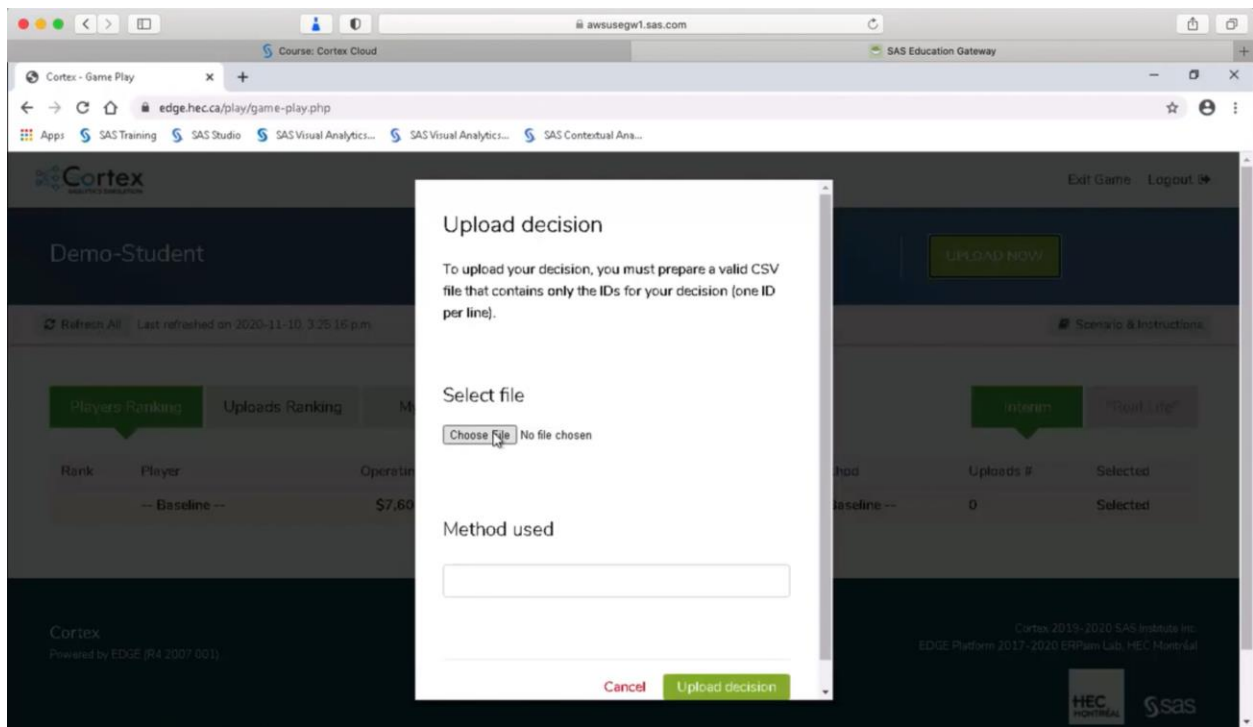 awsusegw1.sas.com
Course: Cortex Cloud
SAS Education Gateway
Cortex - Game Play
edge.hec.ca/play/game-play.php
Apps SAS Training SAS Studio SAS Visual Analytics... SAS Visual Analytics... SAS Contextual Ana...
Cortex
Exit Game Logout
Demo-Student
UPLOAD NOW
Refresh All Last refreshed on 2020-11-10, 3:25:16 p.m.
Scenario & Instructions
Players Ranking Uploads Ranking
Interim "Real Life"
Rank Player
Uploads # Selected
-- Baseline -- $7,60
0 Selected
Upload decision
To upload your decision, you must prepare a valid CSV
file that contains only the IDs for your decision (one ID
per line).
Select file
Choose File No file chosen
Method used
Cancel Upload decision
Cortex
Powered by EDGE (R4 2007 001)
Cortex 2019-2020 SAS Institute Inc.
EDGE Platform 2017-2020 ERPsim Lab, HEC Montréal
HEC
MONTRÉAL
sas